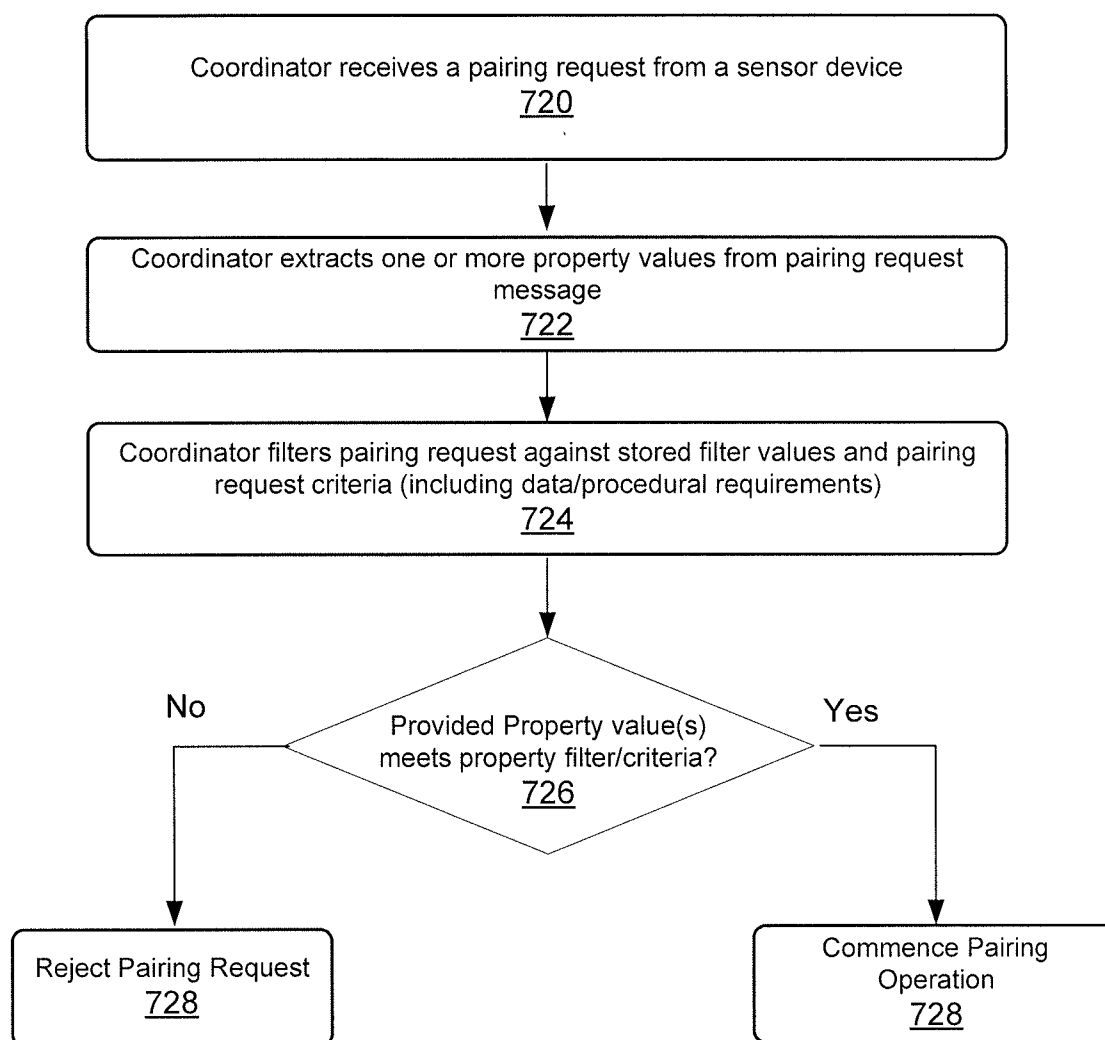 Coordinator receives a pairing request from a sensor device
720
Coordinator extracts one or more property values from pairing request
message
722
Coordinator filters pairing request against stored filter values and pairing
request criteria (including data/procedural requirements)
724
No
Yes
Provided Property value(s)
meets property filter/criteria?
726
Reject Pairing Request
728
Commence Pairing
Operation
728